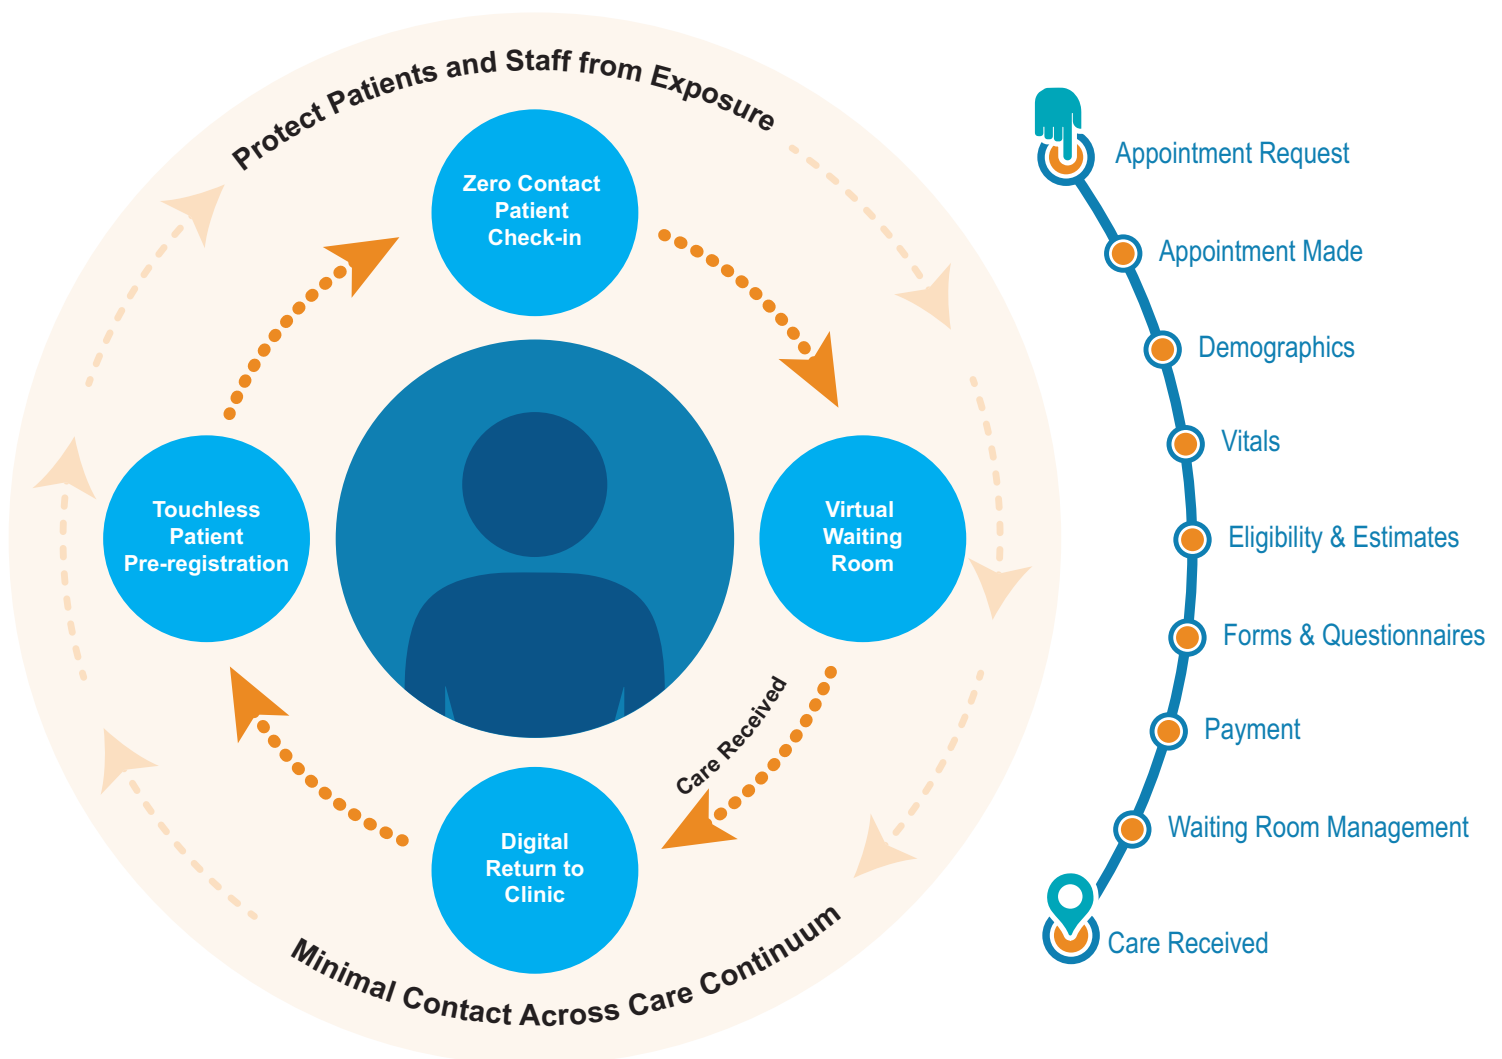 Protect Patients and Staff from Exposure
Zero Contact
Patient
Check-in
Touchless
Patient
Pre-registration
Virtual
Waiting
Room
Care Received
Digital
Return to
Clinic
Minimal Contact Across Care Continuum
Appointment Request
Appointment Made
Demographics
Vitals
Eligibility & Estimates
Forms & Questionnaires
Payment
Waiting Room Management
Care Received